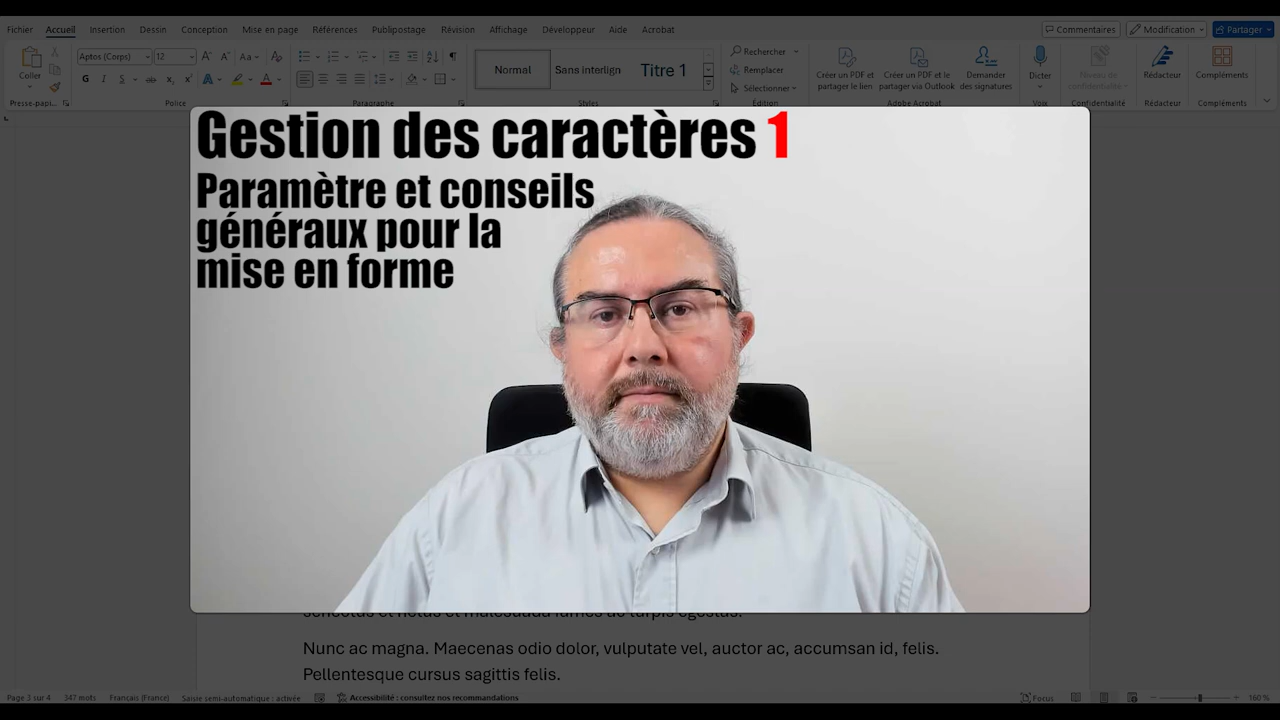 Fichier Accueil Insertion Dessin Conception Mise en page Références Publipostage Révision Affichage Développeur Aide Acrobat Commentaires Modification Partager
Aptos (Corps) 12 Normal Sans interlign Titre 1 Rechercher
Remplacer
Sélectionner
Coller
G I S
Créer un PDF et partager le lien
Créer un PDF et le partager via Outlook
Demander des signatures
Dicter
Niveau de confidentialité
Rédacteur
Compléments
Presse-papi... Police Paragraphe Styles Édition Adobe Acrobat Voix Confidentialité Rédacteur Compléments
Gestion des caractères 1
Paramètre et conseils
généraux pour la
mise en forme
Nunc ac magna. Maecenas odio dolor, vulputate vel, auctor ac, accumsan id, felis.
Pellentesque cursus sagittis felis.
Page 3 sur 4 347 mots Français (France) Saisie semi-automatique : activée Accessibilité : consultez nos recommandations Focus 160 %